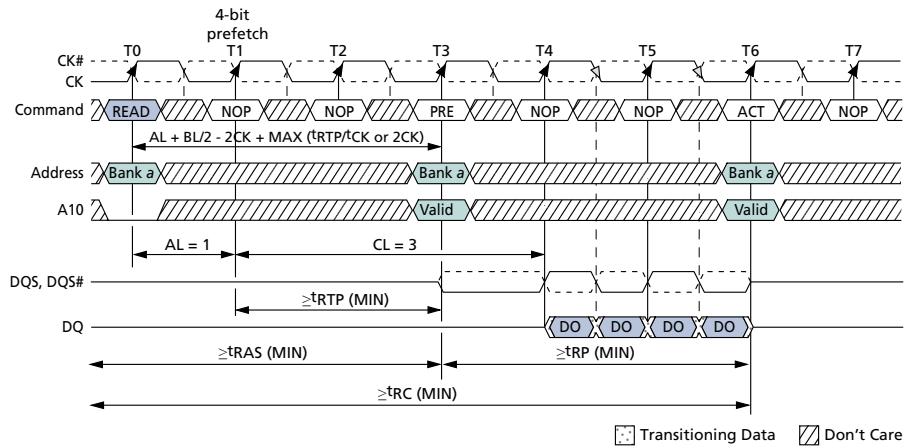 4-bit
prefetch
T0 T1 T2 T3 T4 T5 T6 T7
CK#
CK
Command READ NOP NOP PRE NOP NOP ACT NOP
AL + BL/2 - 2CK + MAX (tRTP/tCK or 2CK)
Address Bank a Bank a Bank a
A10 Valid Valid
AL = 1 CL = 3
DQS, DQS#
≥tRTP (MIN)
DQ DO DO DO DO
≥tRAS (MIN) ≥tRP (MIN)
≥tRC (MIN)
Transitioning Data Don't Care